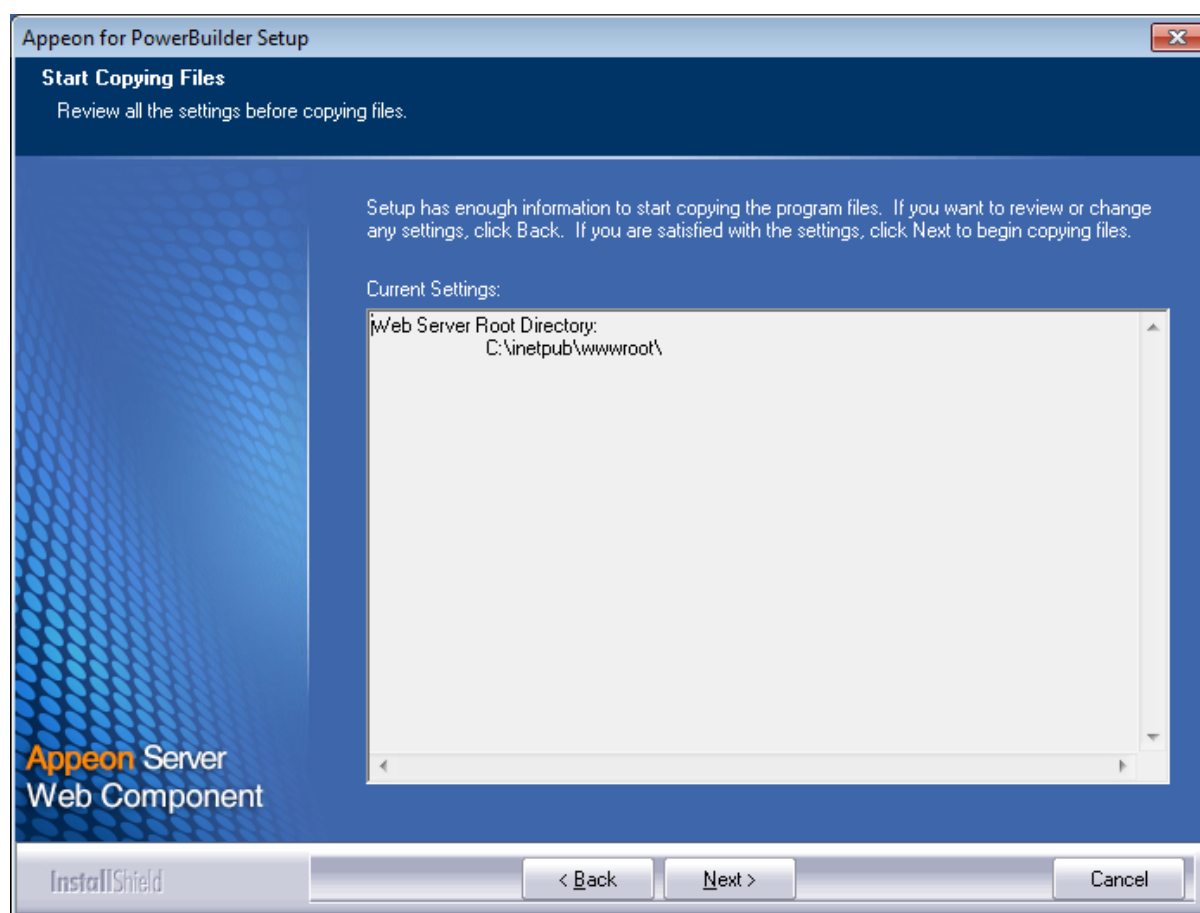 Appeon for PowerBuilder Setup
Start Copying Files
Review all the settings before copying files.
Setup has enough information to start copying the program files. If you want to review or change
any settings, click Back. If you are satisfied with the settings, click Next to begin copying files.
Current Settings:
Web Server Root Directory:
C:\inetpub\wwwroot\
Appeon Server
Web Component
InstallShield
< Back
Next >
Cancel